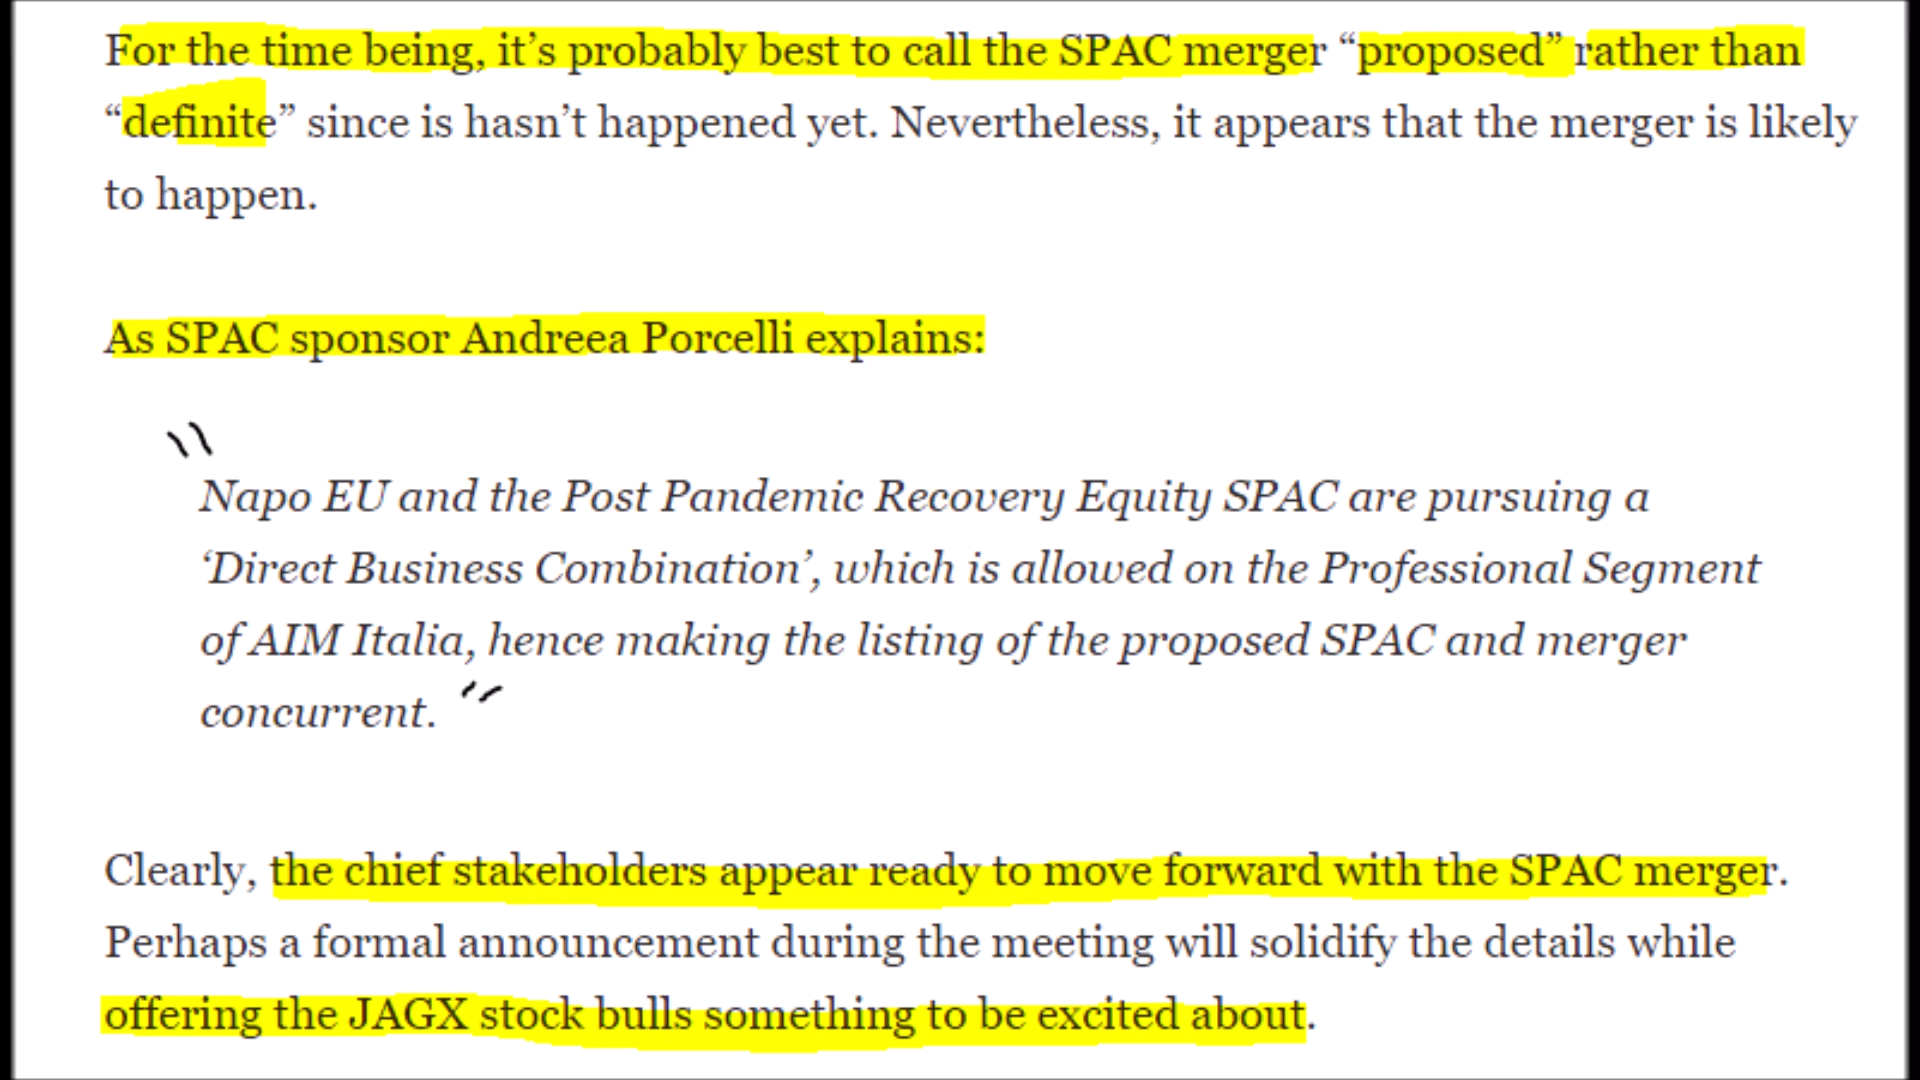 For the time being, it’s probably best to call the SPAC merger “proposed” rather than
“definite” since is hasn’t happened yet. Nevertheless, it appears that the merger is likely
to happen.
As SPAC sponsor Andreea Porcelli explains:
"
Napo EU and the Post Pandemic Recovery Equity SPAC are pursuing a
‘Direct Business Combination’, which is allowed on the Professional Segment
of AIM Italia, hence making the listing of the proposed SPAC and merger
concurrent. "
Clearly, the chief stakeholders appear ready to move forward with the SPAC merger.
Perhaps a formal announcement during the meeting will solidify the details while
offering the JAGX stock bulls something to be excited about.